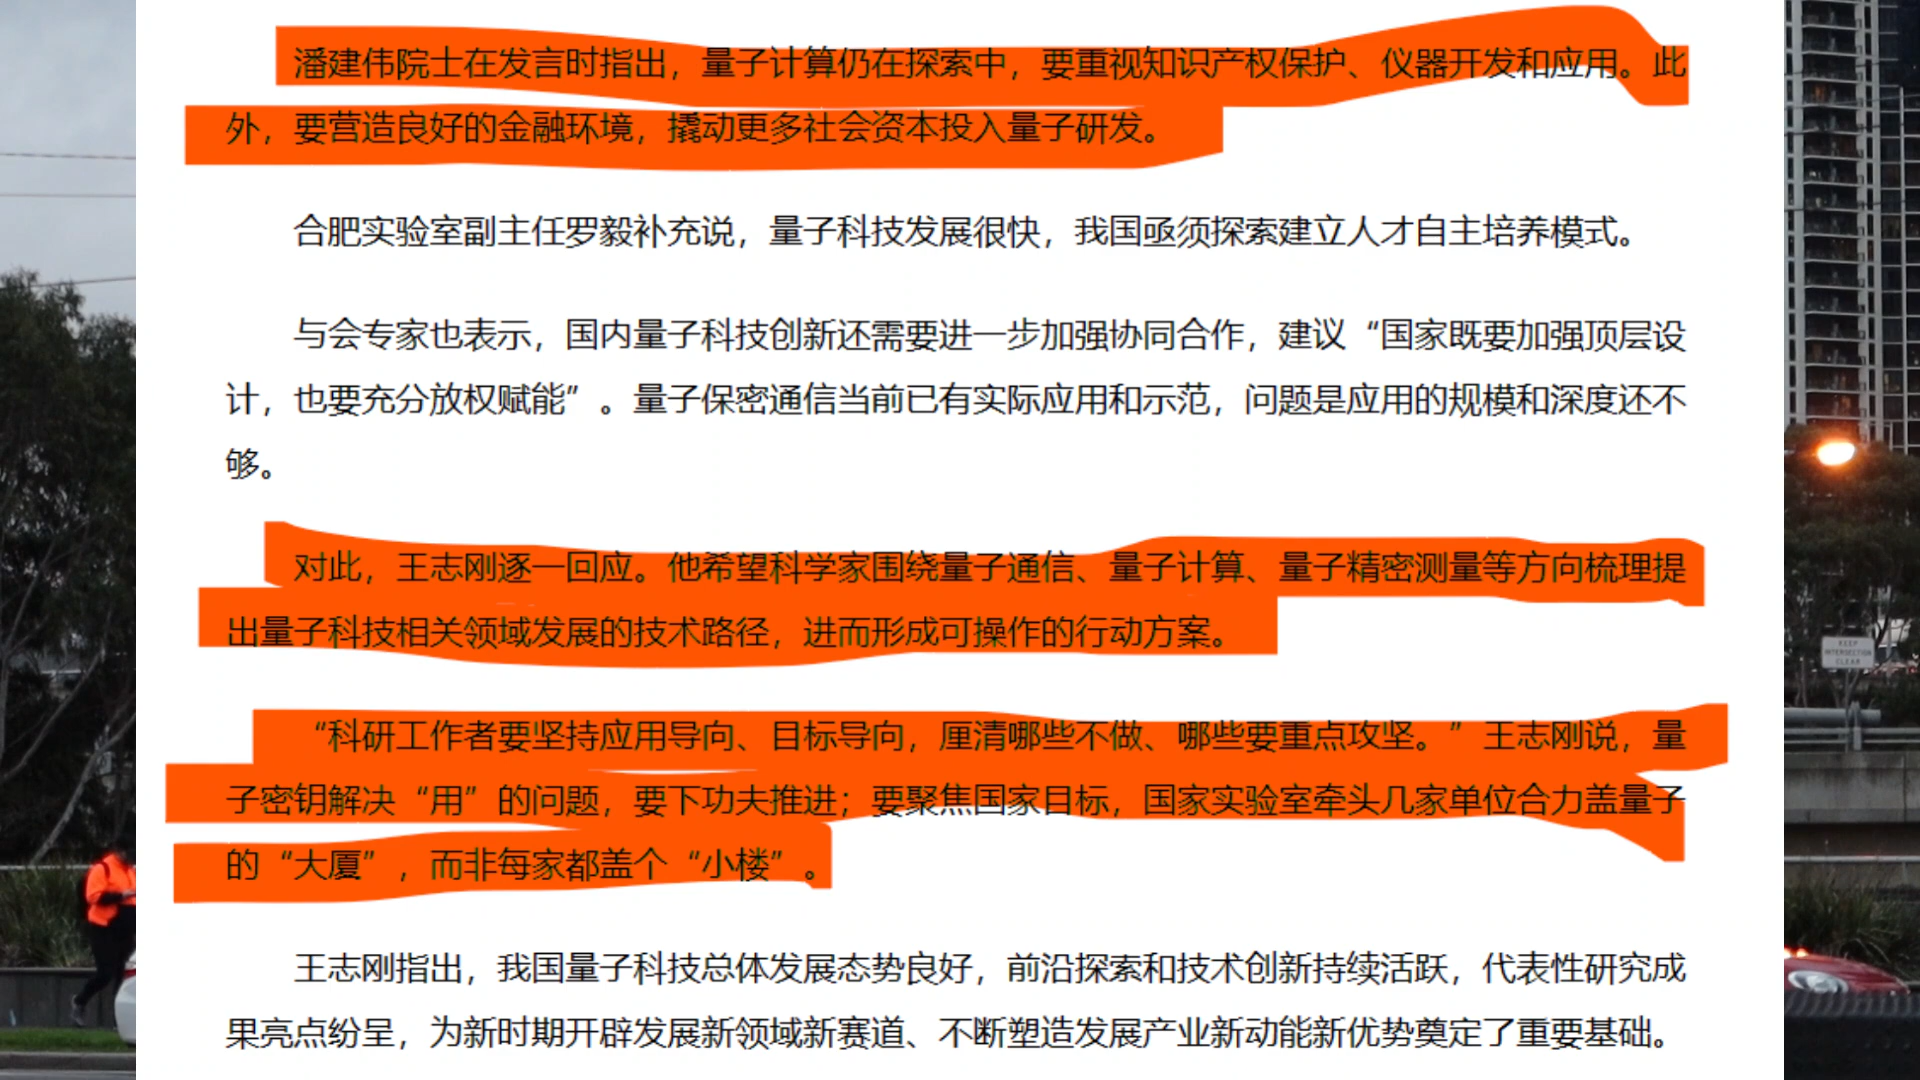 潘建伟院士在发言时指出，量子计算仍在探索中，要重视知识产权保护、仪器开发和应用。此
外，要营造良好的金融环境，撬动更多社会资本投入量子研发。
合肥实验室副主任罗毅补充说，量子科技发展很快，我国亟须探索建立人才自主培养模式。
与会专家也表示，国内量子科技创新还需要进一步加强协同合作，建议“国家既要加强顶层设
计，也要充分放权赋能”。量子保密通信当前已有实际应用和示范，问题是应用的规模和深度还不
够。
对此，王志刚逐一回应。他希望科学家围绕量子通信、量子计算、量子精密测量等方向梳理提
出量子科技相关领域发展的技术路径，进而形成可操作的行动方案。
“科研工作者要坚持应用导向、目标导向，厘清哪些不做、哪些要重点攻坚。”王志刚说，量
子密钥解决“用”的问题，要下功夫推进；要聚焦国家目标，国家实验室牵头几家单位合力盖量子
的“大厦”，而非每家都盖个“小楼”。
王志刚指出，我国量子科技总体发展态势良好，前沿探索和技术创新持续活跃，代表性研究成
果亮点纷呈，为新时期开辟发展新领域新赛道、不断塑造发展产业新动能新优势奠定了重要基础。
KEEP
INTERSECTION
CLEAR